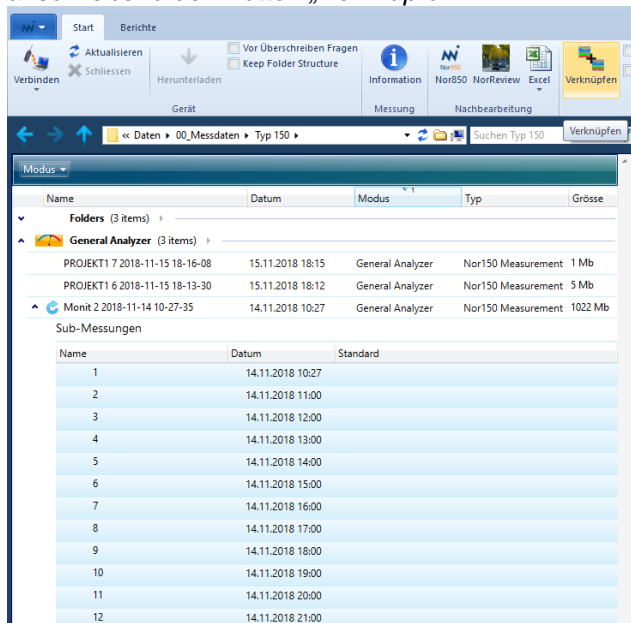 Start Berichte
Aktualisieren
Schliessen
Verbinden
Herunterladen
Vor Überschreiben Fragen
Keep Folder Structure
Information
Nor850
Nor850 NorReview Excel
Verknüpfen
Gerät Messung Nachbearbeitung
« Daten 00_Messdaten Typ 150
Suchen Typ 150
Verknüpfen
Modus
Name Datum Modus 1 Typ Grösse
Folders (3 items)
General Analyzer (3 items)
PROJEKT1 7 2018-11-15 18-16-08 15.11.2018 18:15 General Analyzer Nor150 Measurement 1 Mb
PROJEKT1 6 2018-11-15 18-13-30 15.11.2018 18:12 General Analyzer Nor150 Measurement 5 Mb
Monit 2 2018-11-14 10-27-35 14.11.2018 10:27 General Analyzer Nor150 Measurement 1022 Mb
Sub-Messungen
Name Datum Standard
1 14.11.2018 10:27
2 14.11.2018 11:00
3 14.11.2018 12:00
4 14.11.2018 13:00
5 14.11.2018 14:00
6 14.11.2018 15:00
7 14.11.2018 16:00
8 14.11.2018 17:00
9 14.11.2018 18:00
10 14.11.2018 19:00
11 14.11.2018 20:00
12 14.11.2018 21:00